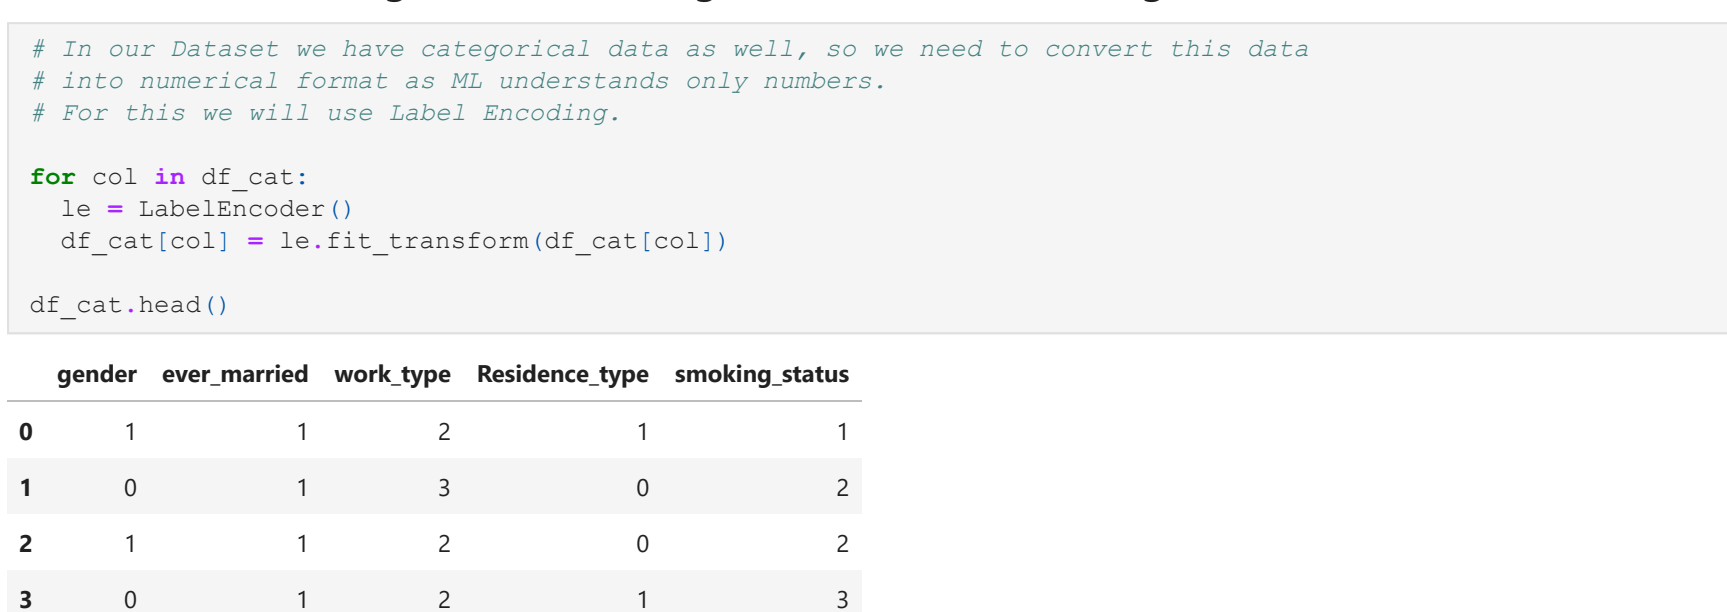 # In our Dataset we have categorical data as well, so we need to convert this data
# into numerical format as ML understands only numbers.
# For this we will use Label Encoding.
for col in df_cat:
le = LabelEncoder()
df_cat[col] = le.fit_transform(df_cat[col])
df_cat.head()
gender ever_married work_type Residence_type smoking_status
0 1 1 2 1 1
1 0 1 3 0 2
2 1 1 2 0 2
3 0 1 2 1 3